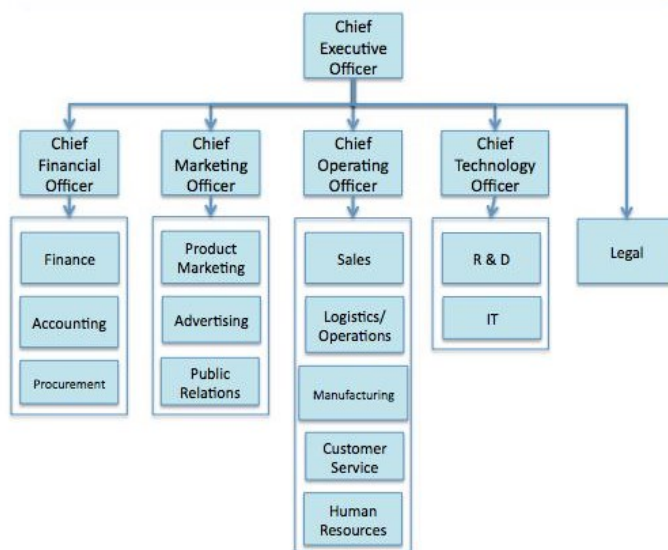 Chief
Executive
Officer
Chief
Financial
Officer
Chief
Marketing
Officer
Chief
Operating
Officer
Chief
Technology
Officer
Legal
Finance
Accounting
Procurement
Product
Marketing
Advertising
Public
Relations
Sales
Logistics/
Operations
Manufacturing
Customer
Service
Human
Resources
R & D
IT